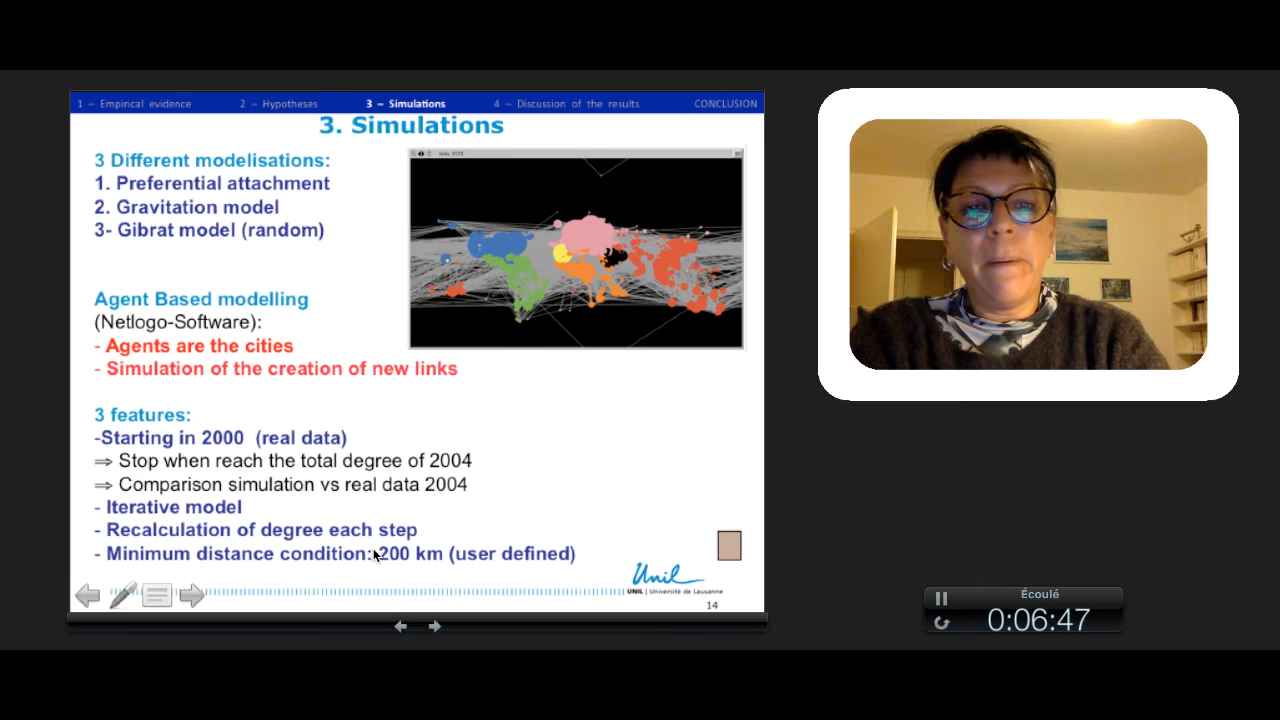 1 – Empirical evidence
2 – Hypotheses
3 – Simulations
4 – Discussion of the results
CONCLUSION
3. Simulations
3 Different modelisations:
1. Preferential attachment
2. Gravitation model
3- Gibrat model (random)
Agent Based modelling
(Netlogo-Software):
- Agents are the cities
- Simulation of the creation of new links
3 features:
-Starting in 2000 (real data)
⇒ Stop when reach the total degree of 2004
⇒ Comparison simulation vs real data 2004
- Iterative model
- Recalculation of degree each step
- Minimum distance condition: 200 km (user defined)
Unil
UNIL | Université de Lausanne
14
Écoulé
0:06:47